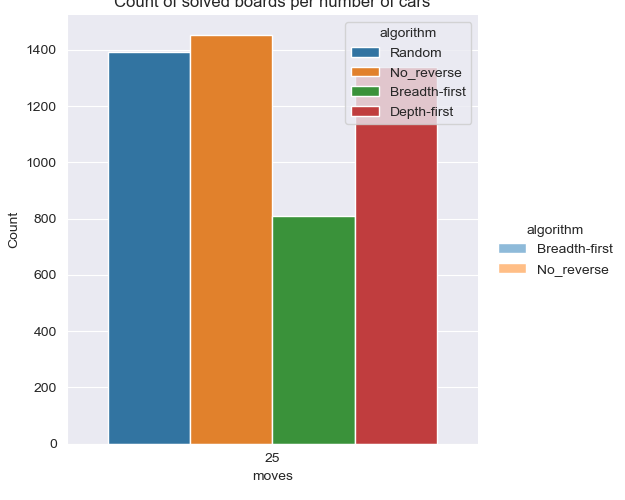 Count of solved boards per number of cars
1400
1200
1000
800
600
400
200
0
Count
25
moves
algorithm
Random
No_reverse
Breadth-first
Depth-first
algorithm
Breadth-first
No_reverse